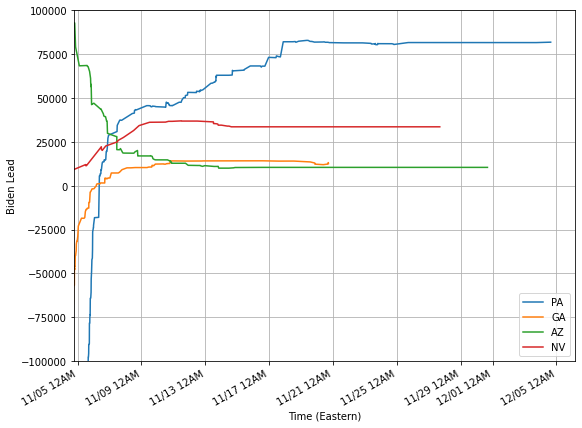 100000
75000
50000
25000
0
−25000
−50000
−75000
−100000
Biden Lead
11/05 12AM
11/09 12AM
11/13 12AM
11/17 12AM
11/21 12AM
11/25 12AM
11/29 12AM
12/01 12AM
12/05 12AM
Time (Eastern)
PA
GA
AZ
NV